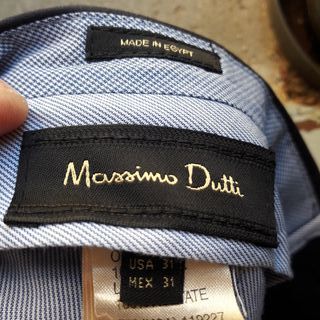 MADE IN EGYPT
Massimo Dutti
USA 31
MEX 31